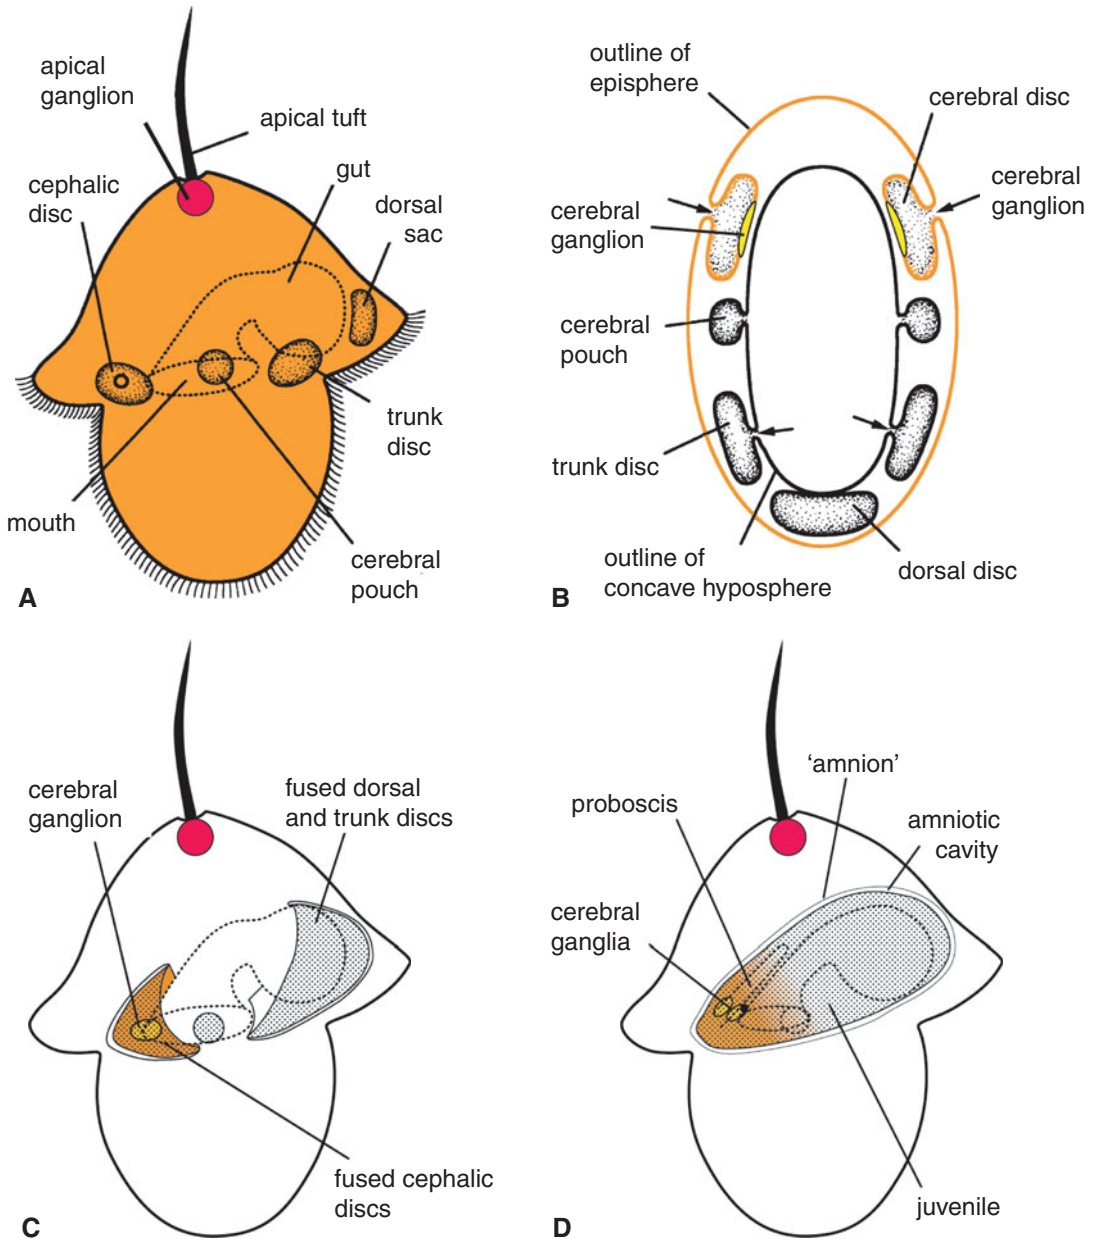 apical
ganglion
apical tuft
cephalic
disc
gut
dorsal
sac
mouth
trunk
disc
cerebral
pouch
A
outline of
episphere
cerebral disc
cerebral
ganglion
cerebral
ganglion
cerebral
pouch
trunk disc
outline of
concave hyposphere
dorsal disc
B
cerebral
ganglion
fused dorsal
and trunk discs
fused cephalic
discs
C
'amnion'
proboscis
amniotic
cavity
cerebral
ganglia
juvenile
D